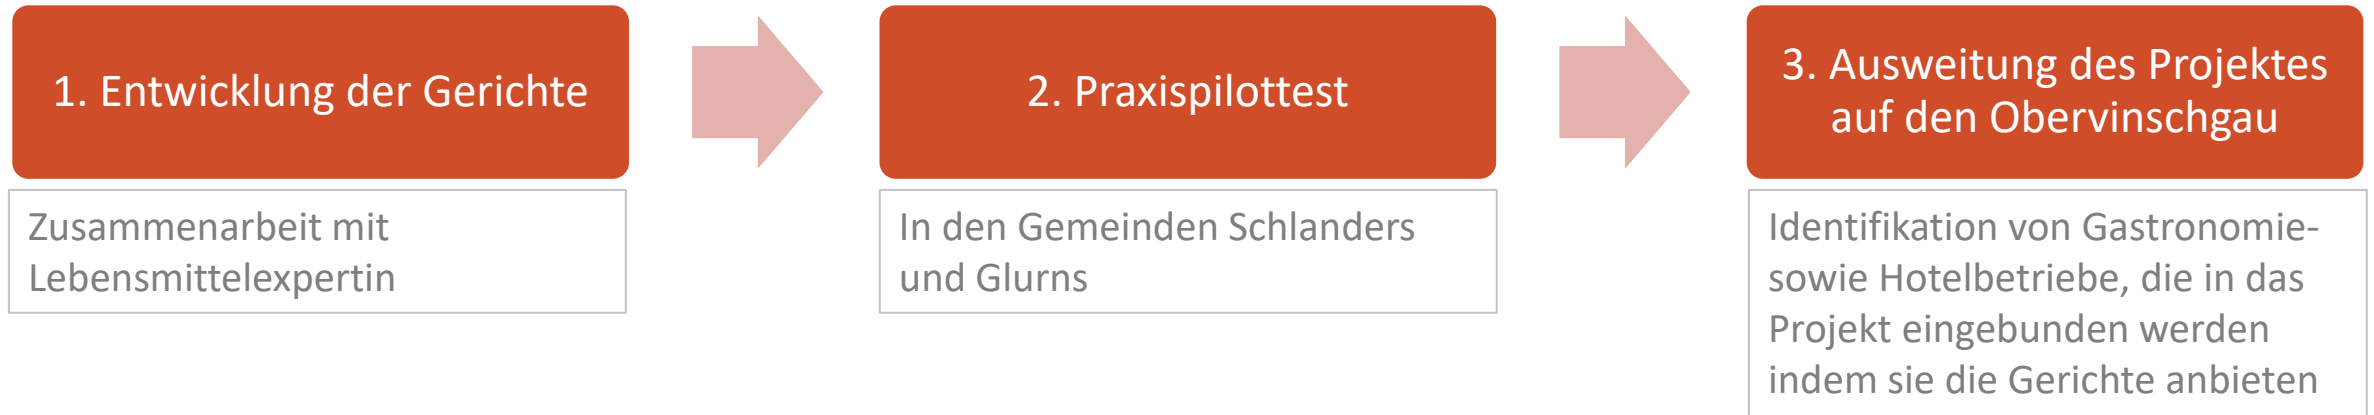 1. Entwicklung der Gerichte
Zusammenarbeit mit
Lebensmittelexpertin
2. Praxispilottest
In den Gemeinden Schlanders
und Glurns
3. Ausweitung des Projektes
auf den Obervinschgau
Identifikation von Gastronomie-
sowie Hotelbetriebe, die in das
Projekt eingebunden werden
indem sie die Gerichte anbieten